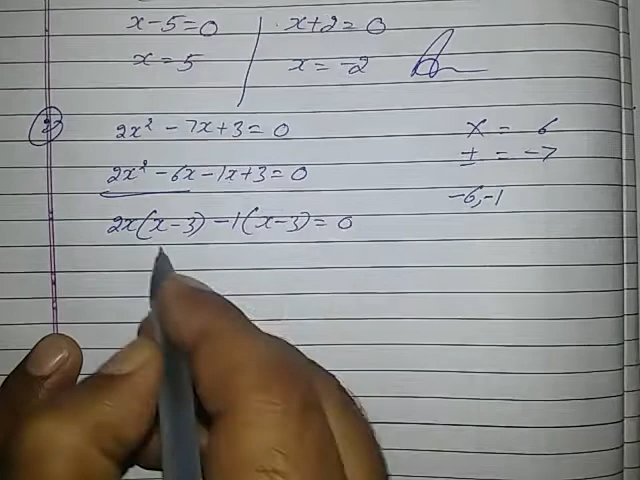 x-5=0 | x+2=0
x=5 | x=-2
3) 2x² - 7x + 3 = 0
x = 6
2x² - 6x - 1x + 3 = 0
± = -7
-6,-1
2x(x-3) -1(x-3) = 0